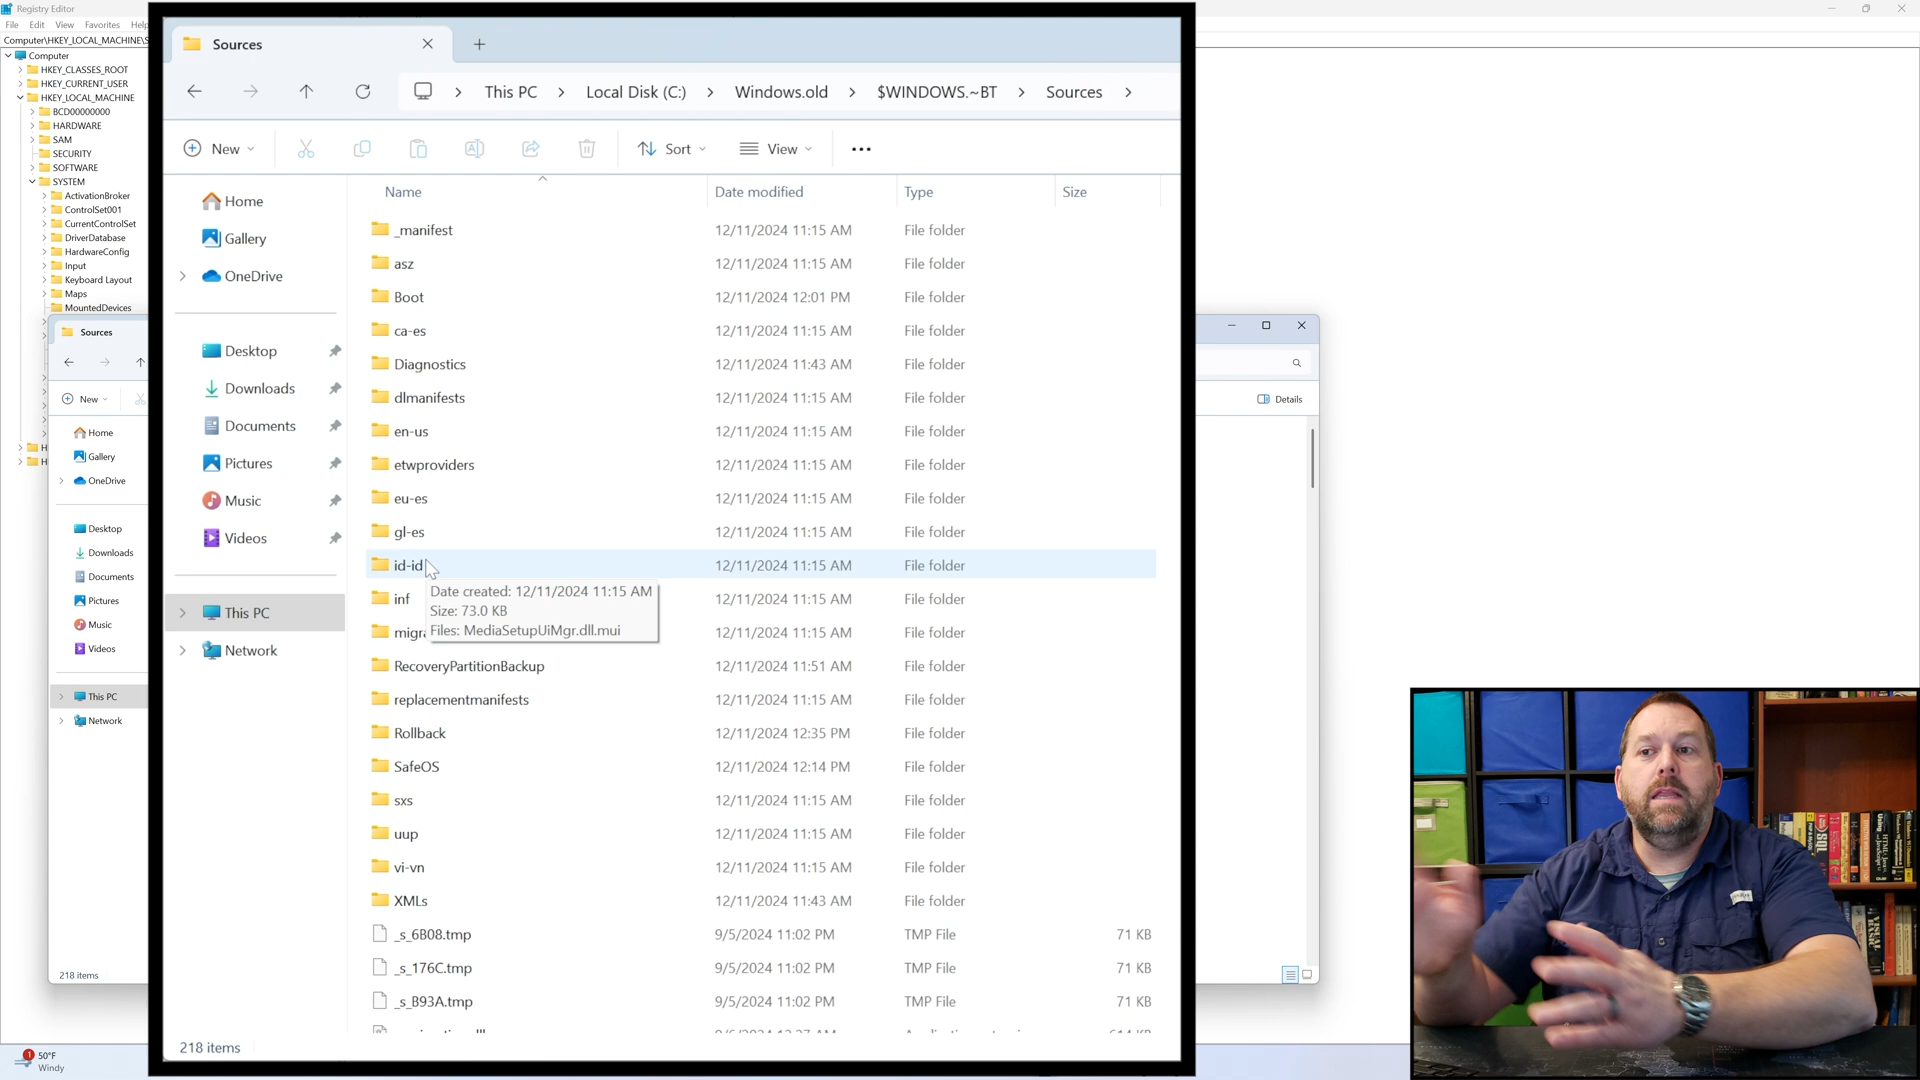 Registry Editor
File Edit View Favorites Help
Computer\HKEY_LOCAL_MACHINE\S
Computer
HKEY_CLASSES_ROOT
HKEY_CURRENT_USER
HKEY_LOCAL_MACHINE
BCD00000000
HARDWARE
SAM
SECURITY
SOFTWARE
SYSTEM
ActivationBroker
ControlSet001
CurrentControlSet
DriverDatabase
HardwareConfig
Input
Keyboard Layout
Maps
MountedDevices
H
H
Sources
New
Home
Gallery
OneDrive
Desktop
Downloads
Documents
Pictures
Music
Videos
This PC
Network
218 items
Details
1 50°F
Windy
Sources
This PC > Local Disk (C:) > Windows.old > $WINDOWS.~BT > Sources >
New Sort View ...
Home
Gallery
OneDrive
Desktop
Downloads
Documents
Pictures
Music
Videos
This PC
Network
Name Date modified Type Size
_manifest 12/11/2024 11:15 AM File folder
asz 12/11/2024 11:15 AM File folder
Boot 12/11/2024 12:01 PM File folder
ca-es 12/11/2024 11:15 AM File folder
Diagnostics 12/11/2024 11:43 AM File folder
dlmanifests 12/11/2024 11:15 AM File folder
en-us 12/11/2024 11:15 AM File folder
etwproviders 12/11/2024 11:15 AM File folder
eu-es 12/11/2024 11:15 AM File folder
gl-es 12/11/2024 11:15 AM File folder
id-id 12/11/2024 11:15 AM File folder
inf 12/11/2024 11:15 AM File folder
migra 12/11/2024 11:15 AM File folder
Date created: 12/11/2024 11:15 AM
Size: 73.0 KB
Files: MediaSetupUiMgr.dll.mui
RecoveryPartitionBackup 12/11/2024 11:51 AM File folder
replacementmanifests 12/11/2024 11:15 AM File folder
Rollback 12/11/2024 12:35 PM File folder
SafeOS 12/11/2024 12:14 PM File folder
sxs 12/11/2024 11:15 AM File folder
uup 12/11/2024 11:15 AM File folder
vi-vn 12/11/2024 11:15 AM File folder
XMLs 12/11/2024 11:43 AM File folder
_s_6B08.tmp 9/5/2024 11:02 PM TMP File 71 KB
_s_176C.tmp 9/5/2024 11:02 PM TMP File 71 KB
_s_B93A.tmp 9/5/2024 11:02 PM TMP File 71 KB
218 items
SQL
VISUAL BASIC